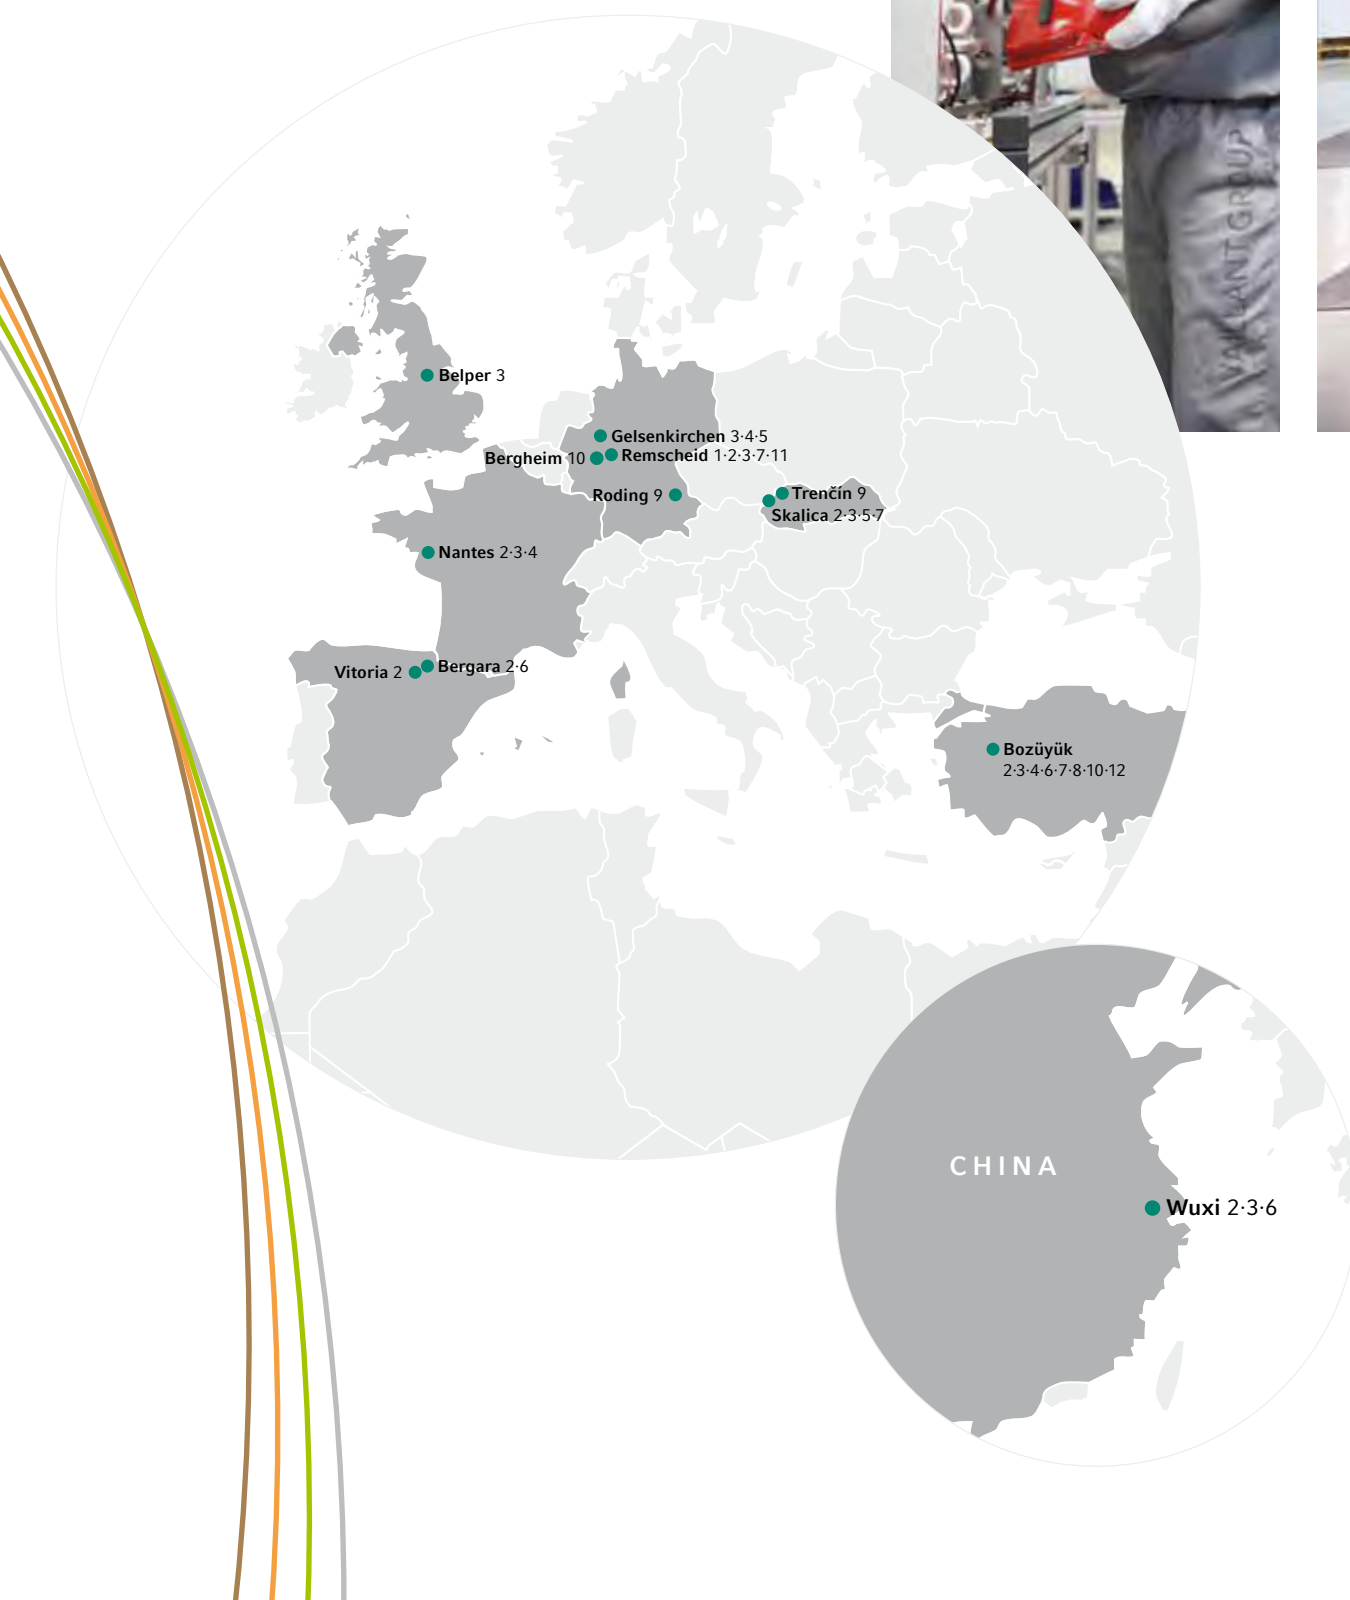 VAILLANT GROUP
Belper 3
Gelsenkirchen 3·4·5
Bergheim 10
Remscheid 1·2·3·7·11
Roding 9
Trenčín 9
Skalica 2·3·5·7
Nantes 2·3·4
Vitoria 2
Bergara 2·6
Bozüyük
2·3·4·6·7·8·10·12
CHINA
Wuxi 2·3·6